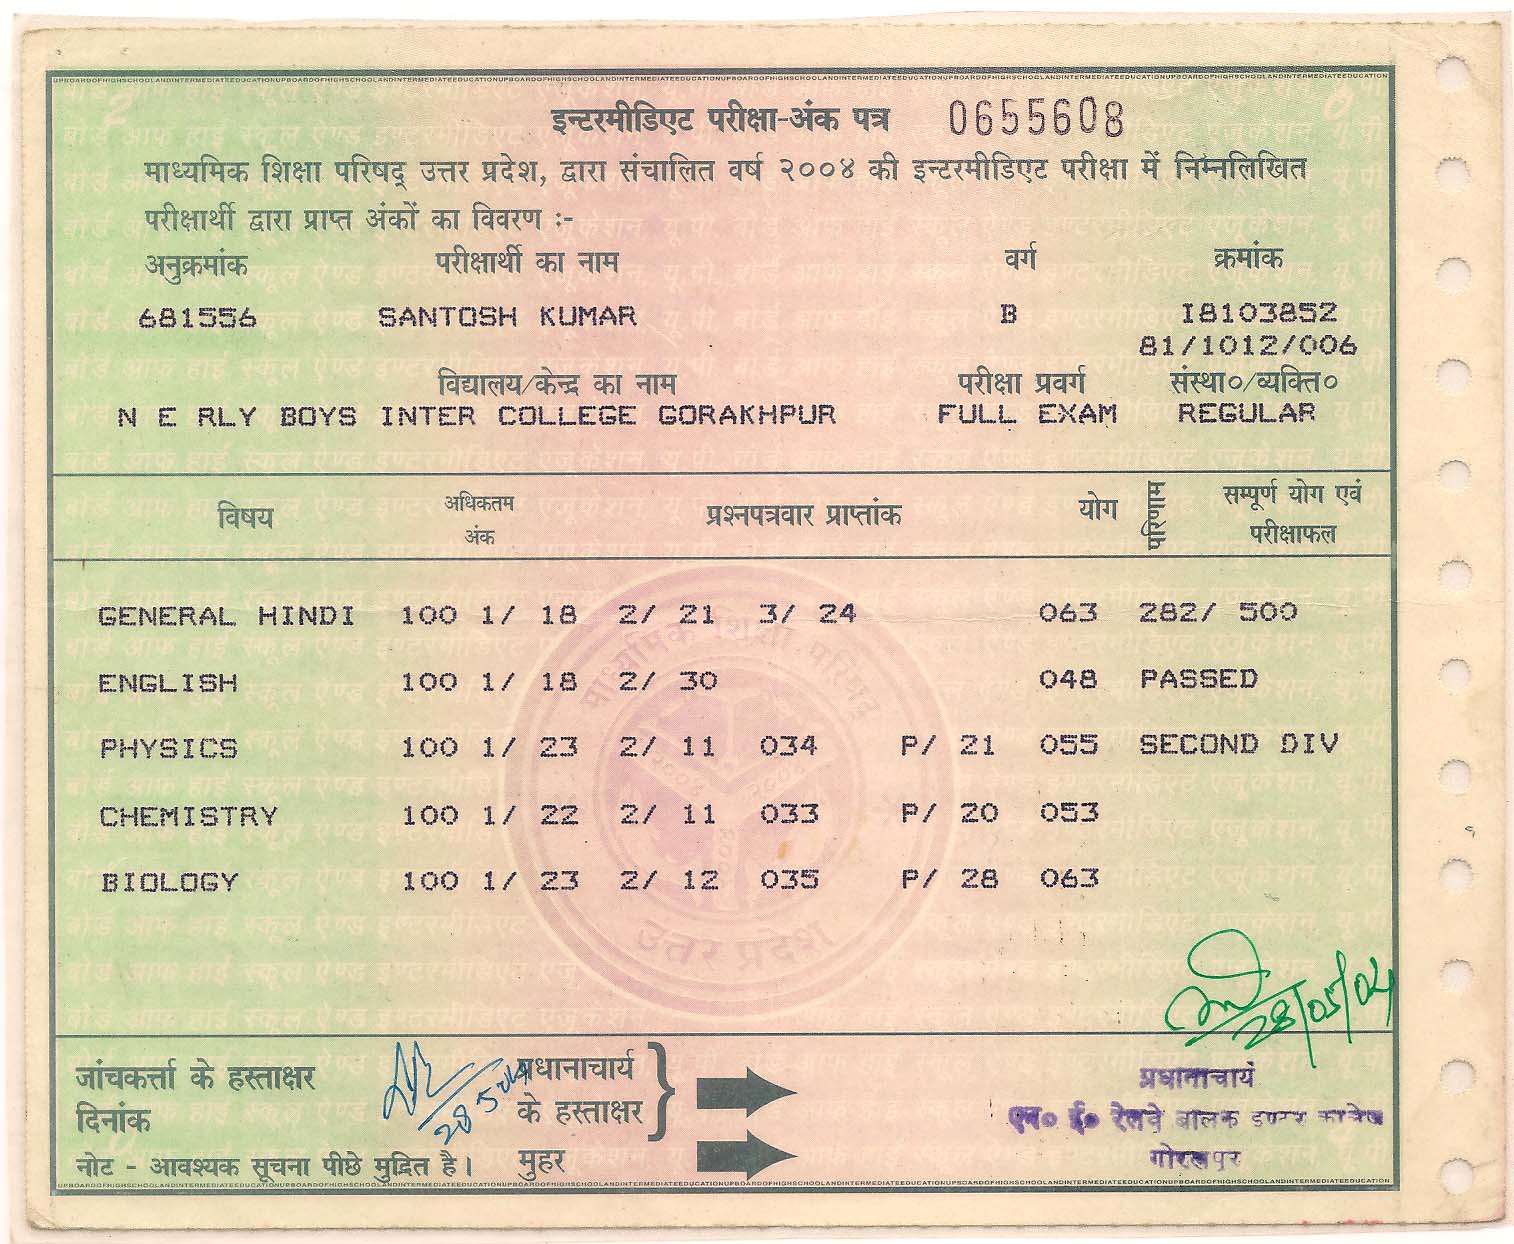 इन्टरमीडिएट परीक्षा-अंक पत्र 0655608
माध्यमिक शिक्षा परिषद् उत्तर प्रदेश, द्वारा संचालित वर्ष २००४ की इन्टरमीडिएट परीक्षा में निम्नलिखित
परीक्षार्थी द्वारा प्राप्त अंकों का विवरण :-
अनुक्रमांक परीक्षार्थी का नाम वर्ग क्रमांक
681556 SANTOSH KUMAR B I8103852
81/1012/006
विद्यालय/केन्द्र का नाम परीक्षा प्रवर्ग संस्था०/व्यक्ति०
N E RLY BOYS INTER COLLEGE GORAKHPUR FULL EXAM REGULAR
विषय अधिकतम अंक प्रश्नपत्रवार प्राप्तांक योग परिणाम सम्पूर्ण योग एवं परीक्षाफल
GENERAL HINDI 100 1/ 18 2/ 21 3/ 24 063 282/ 500
ENGLISH 100 1/ 18 2/ 30 048 PASSED
PHYSICS 100 1/ 23 2/ 11 034 P/ 21 055 SECOND DIV
CHEMISTRY 100 1/ 22 2/ 11 033 P/ 20 053
BIOLOGY 100 1/ 23 2/ 12 035 P/ 28 063
उत्तर प्रदेश
28/05/04
जांचकर्त्ता के हस्ताक्षर प्रधानाचार्य
दिनांक 28 5 04 के हस्ताक्षर
नोट - आवश्यक सूचना पीछे मुद्रित है। मुहर
प्रधानाचार्य
एन० ई० रेलवे बालक इण्टर कालेज
गोरखपुर